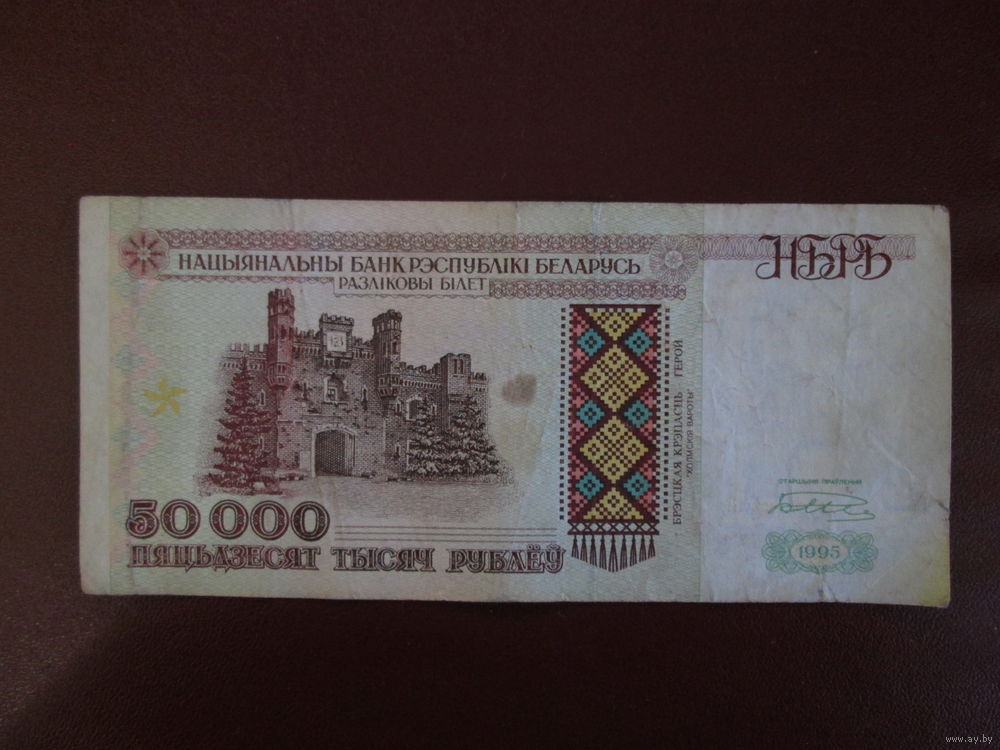 НАЦЫЯНАЛЬНЫ БАНК РЭСПУБЛІКІ БЕЛАРУСЬ
РАЗЛІКОВЫ БІЛЕТ
НБРБ
БРЭСЦКАЯ КРЭПАСЦЬ ГЕРОЙ
"ХОЛМСКІЯ ВАРОТЫ"
СТАРШЫНЯ ПРАЎЛЕННЯ
50 000
ПЯЦЬДЗЕСЯТ ТЫСЯЧ РУБЛЁЎ
1995
www.ay.by